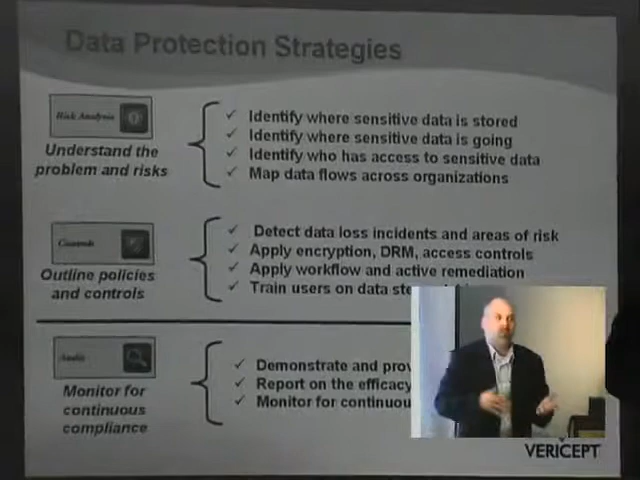 Data Protection Strategies
Risk Analysis
Understand the
problem and risks
✓ Identify where sensitive data is stored
✓ Identify where sensitive data is going
✓ Identify who has access to sensitive data
✓ Map data flows across organizations
Controls
Outline policies
and controls
✓ Detect data loss incidents and areas of risk
✓ Apply encryption, DRM, access controls
✓ Apply workflow and active remediation
✓ Train users on data
Audit
Monitor for
continuous
compliance
✓ Demonstrate and
✓ Report on the efficacy
✓ Monitor for
VERICEPT